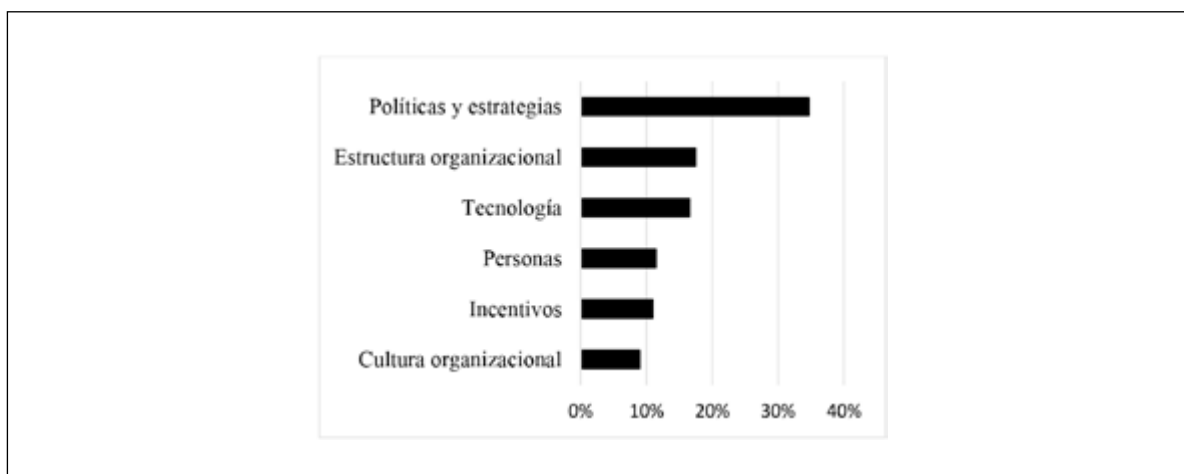 Políticas y estrategias
Estructura organizacional
Tecnología
Personas
Incentivos
Cultura organizacional
0% 10% 20% 30% 40%